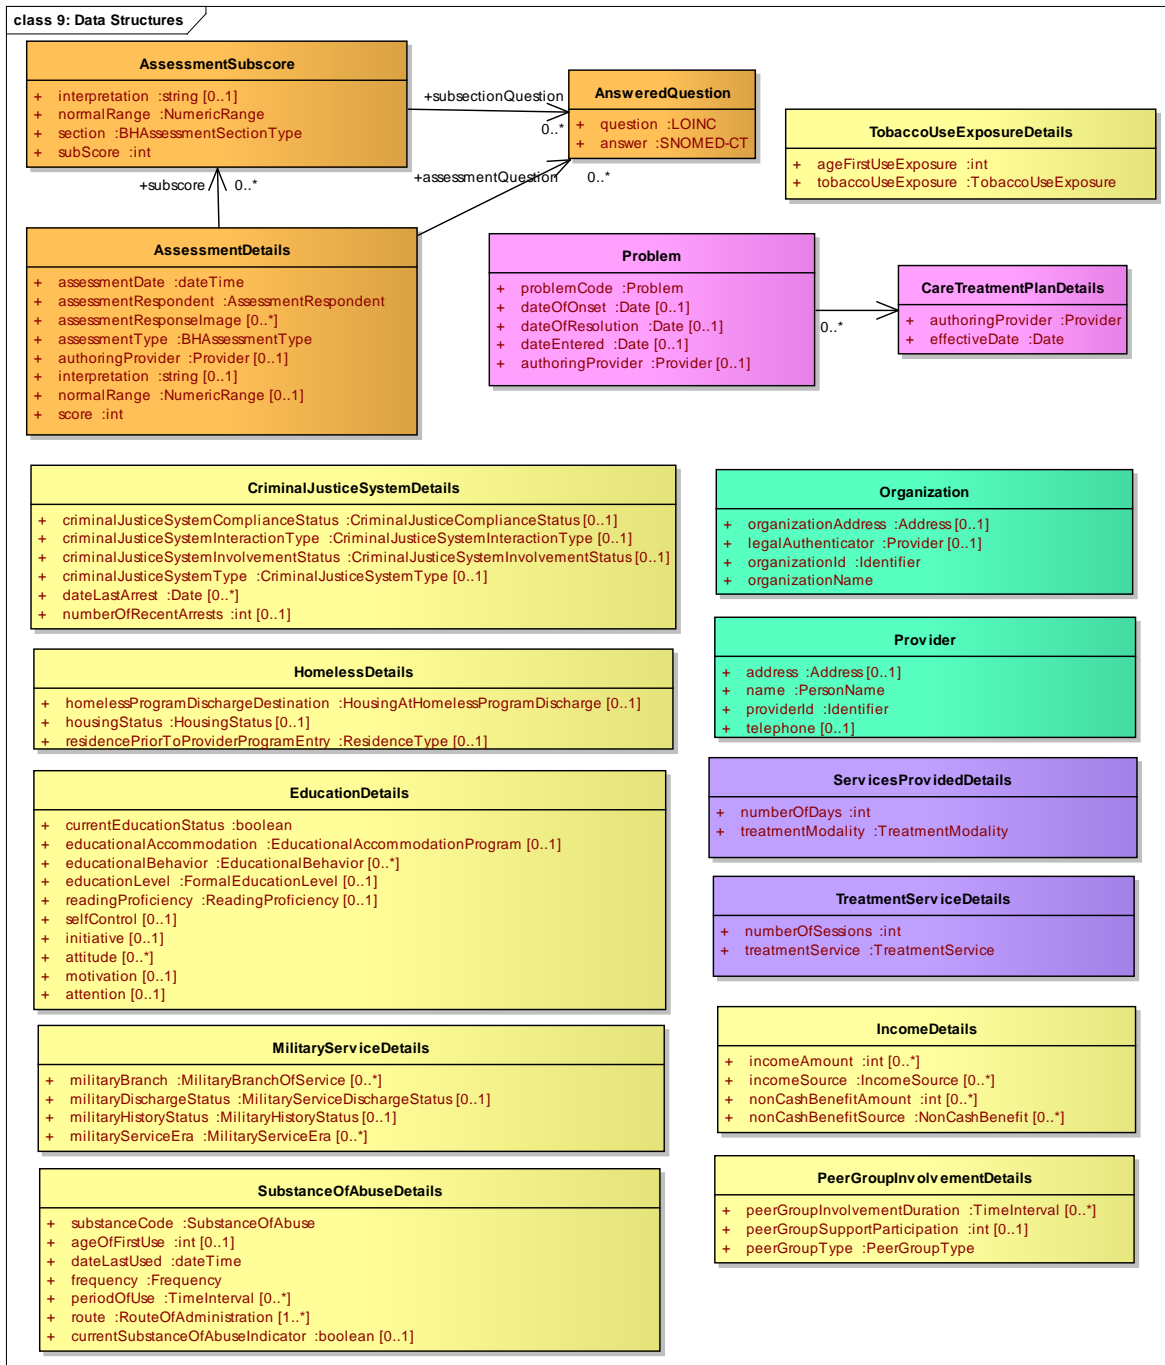 class 9: Data Structures
AssessmentSubscore
+ interpretation :string [0..1]
+ normalRange :NumericRange
+ section :BHAssessmentSectionType
+ subScore :int
+subsectionQuestion
0..*
AnsweredQuestion
+ question :LOINC
+ answer :SNOMED-CT
TobaccoUseExposureDetails
+ ageFirstUseExposure :int
+ tobaccoUseExposure :TobaccoUseExposure
+subscore 0..*
+assessmentQuestion 0..*
AssessmentDetails
+ assessmentDate :dateTime
+ assessmentRespondent :AssessmentRespondent
+ assessmentResponseImage [0..*]
+ assessmentType :BHAssessmentType
+ authoringProvider :Provider [0..1]
+ interpretation :string [0..1]
+ normalRange :NumericRange [0..1]
+ score :int
Problem
+ problemCode :Problem
+ dateOfOnset :Date [0..1]
+ dateOfResolution :Date [0..1]
+ dateEntered :Date [0..1]
+ authoringProvider :Provider [0..1]
0..*
CareTreatmentPlanDetails
+ authoringProvider :Provider
+ effectiveDate :Date
CriminalJusticeSystemDetails
+ criminalJusticeSystemComplianceStatus :CriminalJusticeComplianceStatus [0..1]
+ criminalJusticeSystemInteractionType :CriminalJusticeSystemInteractionType [0..1]
+ criminalJusticeSystemInvolvementStatus :CriminalJusticeSystemInvolvementStatus [0..1]
+ criminalJusticeSystemType :CriminalJusticeSystemType [0..1]
+ dateLastArrest :Date [0..*]
+ numberOfRecentArrests :int [0..1]
Organization
+ organizationAddress :Address [0..1]
+ legalAuthenticator :Provider [0..1]
+ organizationId :Identifier
+ organizationName
HomelessDetails
+ homelessProgramDischargeDestination :HousingAtHomelessProgramDischarge [0..1]
+ housingStatus :HousingStatus [0..1]
+ residencePriorToProviderProgramEntry :ResidenceType [0..1]
Provider
+ address :Address [0..1]
+ name :PersonName
+ providerId :Identifier
+ telephone [0..1]
EducationDetails
+ currentEducationStatus :boolean
+ educationalAccommodation :EducationalAccommodationProgram [0..1]
+ educationalBehavior :EducationalBehavior [0..*]
+ educationLevel :FormalEducationLevel [0..1]
+ readingProficiency :ReadingProficiency [0..1]
+ selfControl [0..1]
+ initiative [0..1]
+ attitude [0..*]
+ motivation [0..1]
+ attention [0..1]
ServicesProvidedDetails
+ numberOfDays :int
+ treatmentModality :TreatmentModality
TreatmentServiceDetails
+ numberOfSessions :int
+ treatmentService :TreatmentService
MilitaryServiceDetails
+ militaryBranch :MilitaryBranchOfService [0..*]
+ militaryDischargeStatus :MilitaryServiceDischargeStatus [0..1]
+ militaryHistoryStatus :MilitaryHistoryStatus [0..1]
+ militaryServiceEra :MilitaryServiceEra [0..*]
IncomeDetails
+ incomeAmount :int [0..*]
+ incomeSource :IncomeSource [0..*]
+ nonCashBenefitAmount :int [0..*]
+ nonCashBenefitSource :NonCashBenefit [0..*]
SubstanceOfAbuseDetails
+ substanceCode :SubstanceOfAbuse
+ ageOfFirstUse :int [0..1]
+ dateLastUsed :dateTime
+ frequency :Frequency
+ periodOfUse :TimeInterval [0..*]
+ route :RouteOfAdministration [1..*]
+ currentSubstanceOfAbuseIndicator :boolean [0..1]
PeerGroupInvolvementDetails
+ peerGroupInvolvementDuration :TimeInterval [0..*]
+ peerGroupSupportParticipation :int [0..1]
+ peerGroupType :PeerGroupType